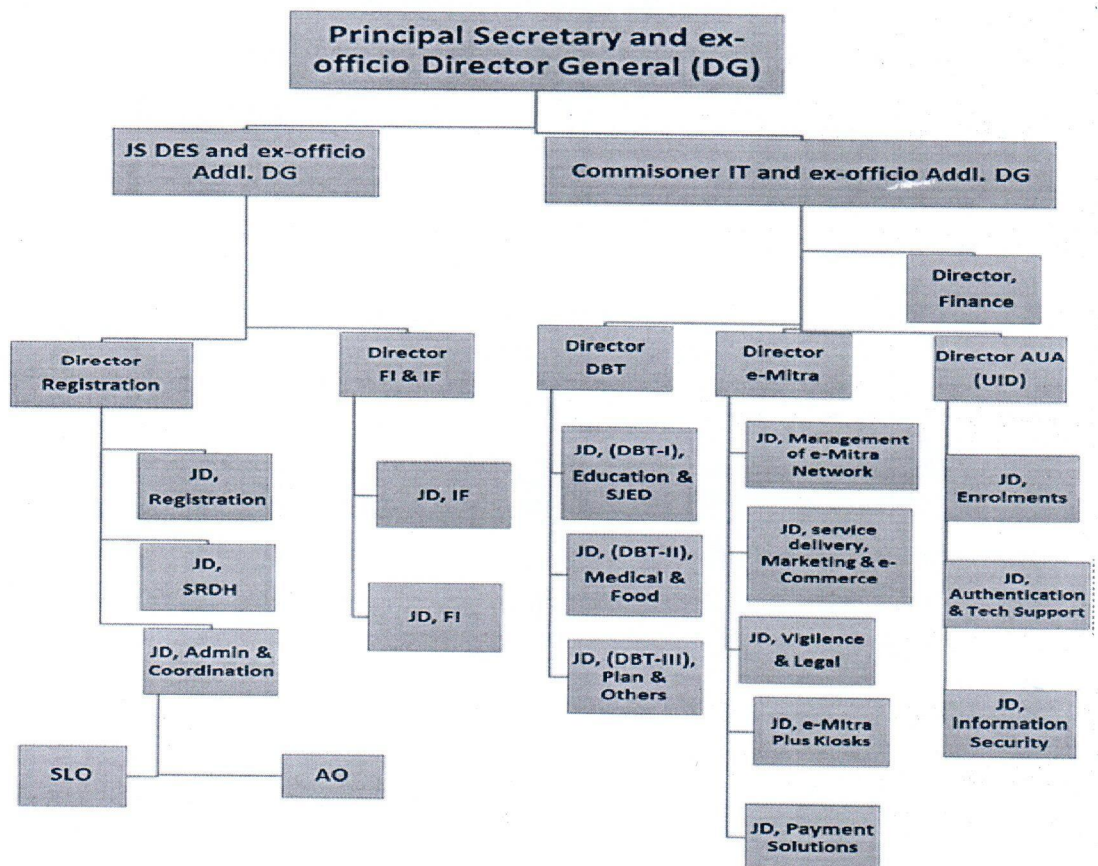 Principal Secretary and ex-
officio Director General (DG)
JS DES and ex-officio
Addl. DG
Commisoner IT and ex-officio Addl. DG
Director,
Finance
Director
Registration
Director
FI & IF
Director
DBT
Director
e-Mitra
Director AUA
(UID)
JD,
Registration
JD,
SRDH
JD, Admin &
Coordination
SLO
AO
JD, IF
JD, FI
JD, (DBT-I),
Education &
SJED
JD, (DBT-II),
Medical &
Food
JD, (DBT-III),
Plan &
Others
JD, Management
of e-Mitra
Network
JD, service
delivery,
Marketing & e-
Commerce
JD, Vigilence
& Legal
JD, e-Mitra
Plus Kiosks
JD, Payment
Solutions
JD,
Enrolments
JD,
Authentication
& Tech Support
JD,
Information
Security